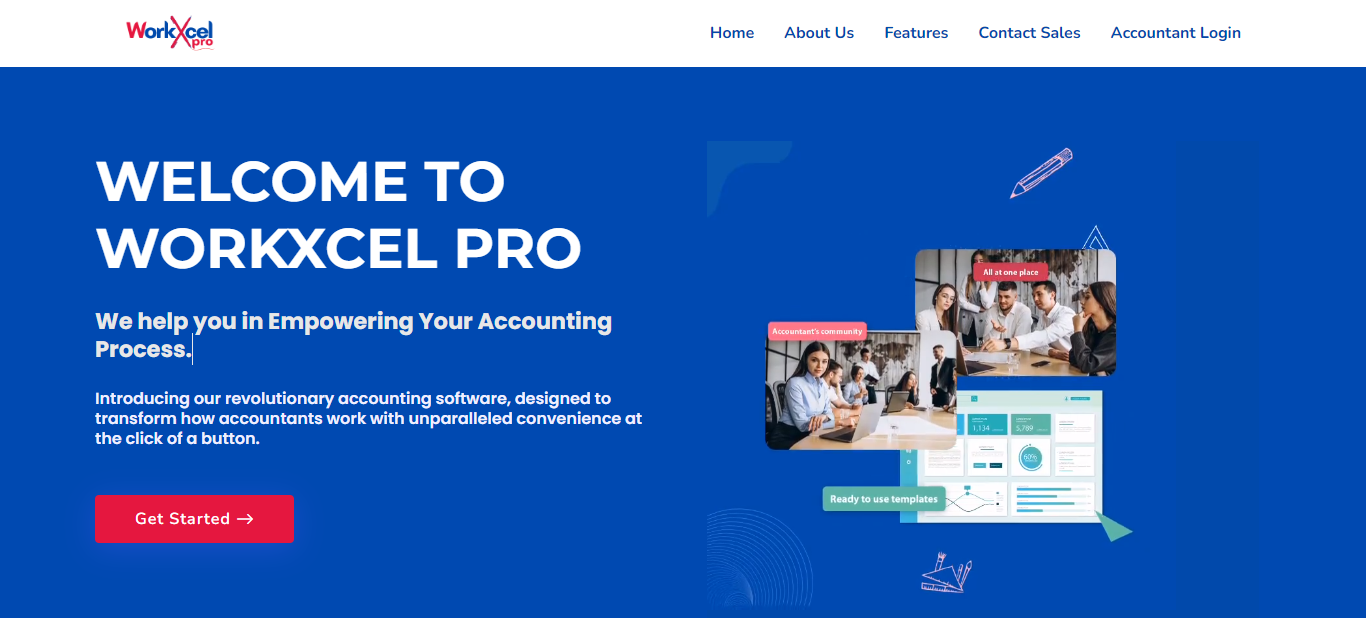 WorkXcel
pro
Home About Us Features Contact Sales Accountant Login
WELCOME TO
WORKXCEL PRO
We help you in Empowering Your Accounting
Process.
Introducing our revolutionary accounting software, designed to
transform how accountants work with unparalleled convenience at
the click of a button.
Get Started →
All at one place
Accountant's community
1,134
5,789
60%
Ready to use templates